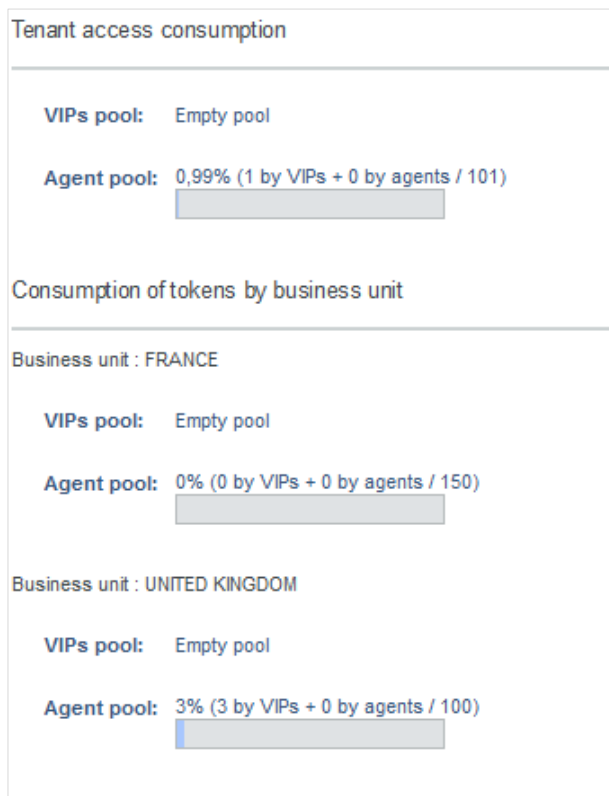 Tenant access consumption
VIPs pool: Empty pool
Agent pool: 0,99% (1 by VIPs + 0 by agents / 101)
Consumption of tokens by business unit
Business unit : FRANCE
VIPs pool: Empty pool
Agent pool: 0% (0 by VIPs + 0 by agents / 150)
Business unit : UNITED KINGDOM
VIPs pool: Empty pool
Agent pool: 3% (3 by VIPs + 0 by agents / 100)